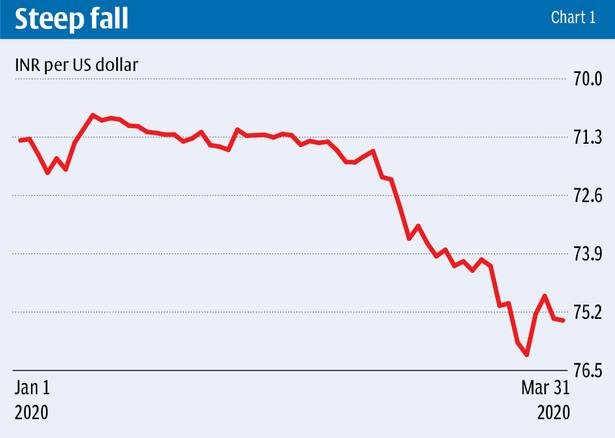 Steep fall
Chart 1
INR per US dollar
70.0
71.3
72.6
73.9
75.2
76.5
Jan 1
2020
Mar 31
2020